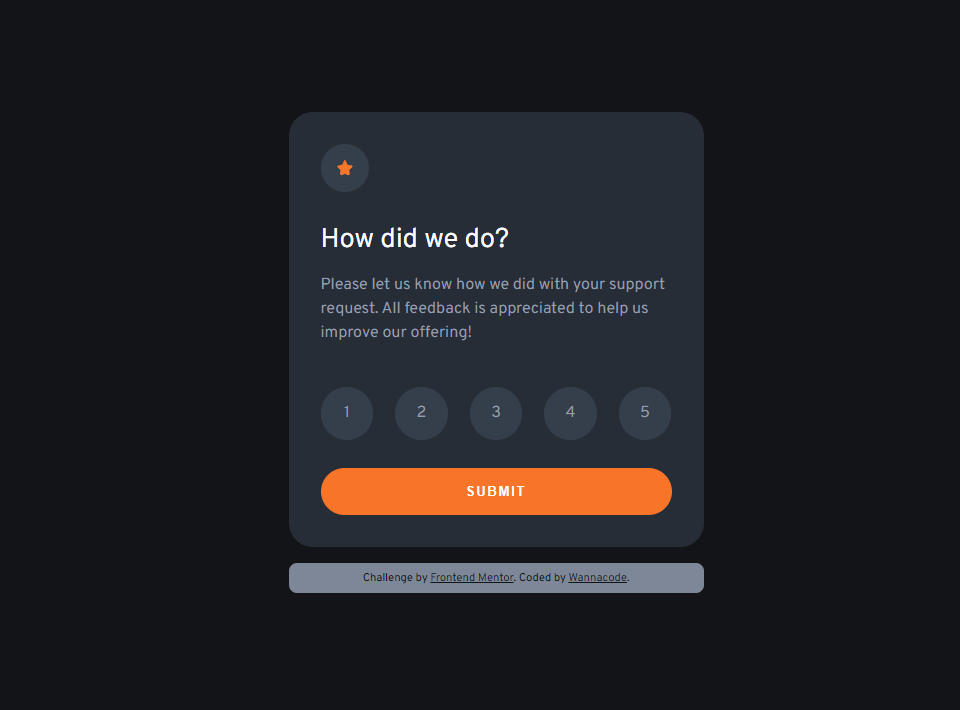 How did we do?
Please let us know how we did with your support
request. All feedback is appreciated to help us
improve our offering!
1 2 3 4 5
SUBMIT
Challenge by Frontend Mentor. Coded by Wannacode.